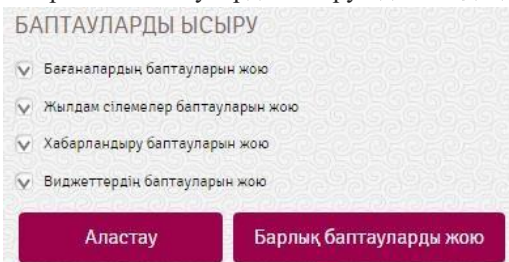 БАПТАУЛАРДЫ ЫСЫРУ
Бағаналардың баптауларын жою
Жылдам сілемелер баптауларын жою
Хабарландыру баптауларын жою
Виджеттердің баптауларын жою
Аластау Барлық баптауларды жою